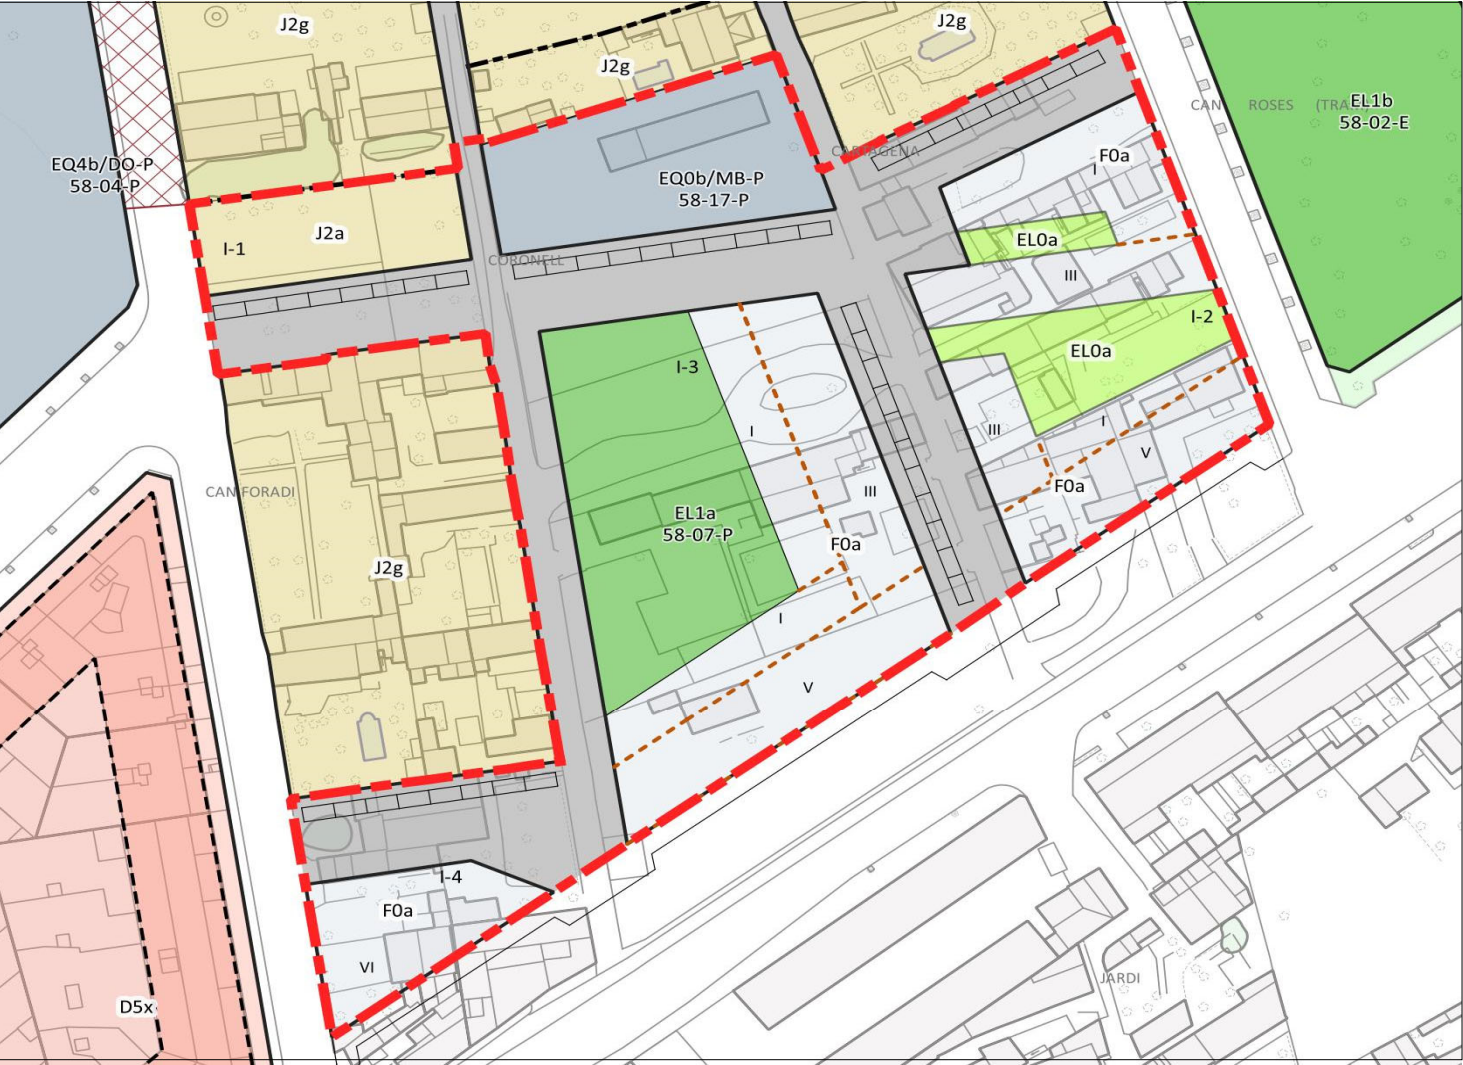 J2g
J2g
J2g
EL1b
58-02-E
CAN ROSES (TRAM
CARTAGENA
F0a
I
EQ4b/DO-P
58-04-P
EQ0b/MB-P
58-17-P
J2a
I-1
CORONELL
EL0a
III
I-2
EL0a
I-3
I
III
I
V
F0a
CAN FORADI
III
EL1a
58-07-P
F0a
J2g
I
V
I-4
F0a
VI
D5x
JARDI